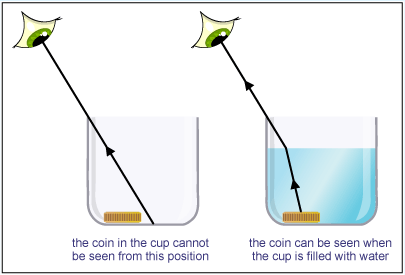 the coin in the cup cannot
be seen from this position
the coin can be seen when
the cup is filled with water